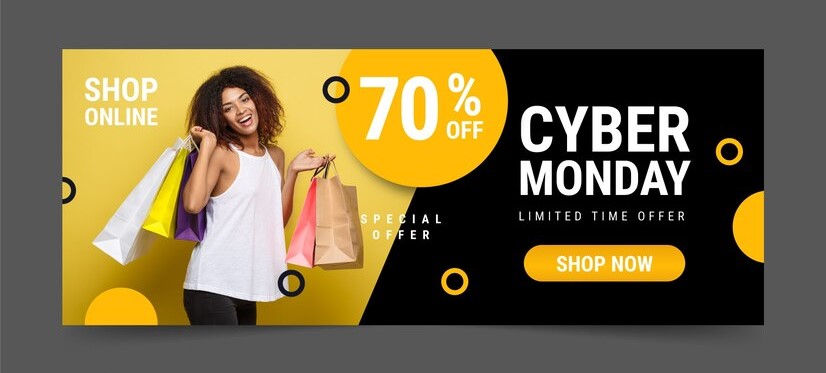 SHOP
ONLINE
70%
OFF
SPECIAL
OFFER
CYBER
MONDAY
LIMITED TIME OFFER
SHOP NOW